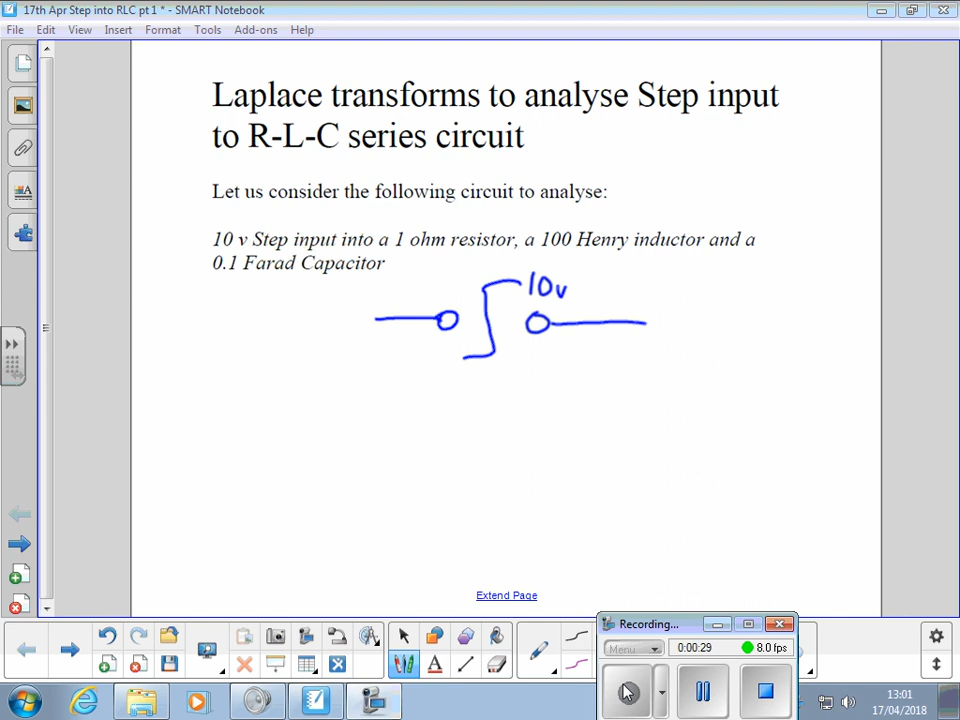 17th Apr Step into RLC pt 1 * - SMART Notebook
File Edit View Insert Format Tools Add-ons Help
Laplace transforms to analyse Step input
to R-L-C series circuit
Let us consider the following circuit to analyse:
10 v Step input into a 1 ohm resistor, a 100 Henry inductor and a
0.1 Farad Capacitor
10v
Extend Page
Recording...
Menu 0:00:29 8.0 fps
13:01
17/04/2018